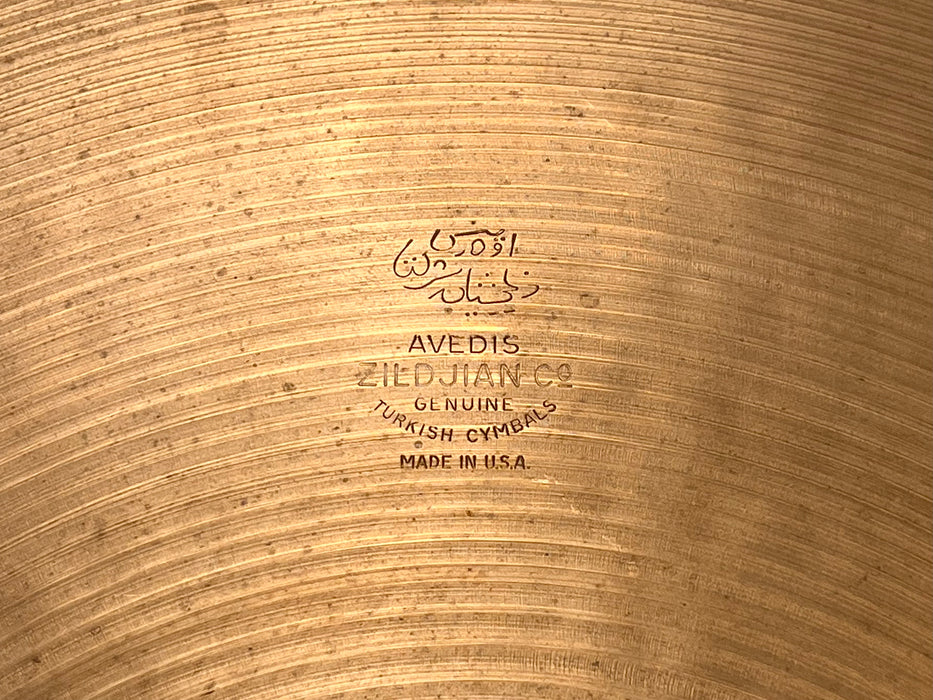 AVEDIS
ZILDJIAN Cº
GENUINE
TURKISH CYMBALS
MADE IN U.S.A.